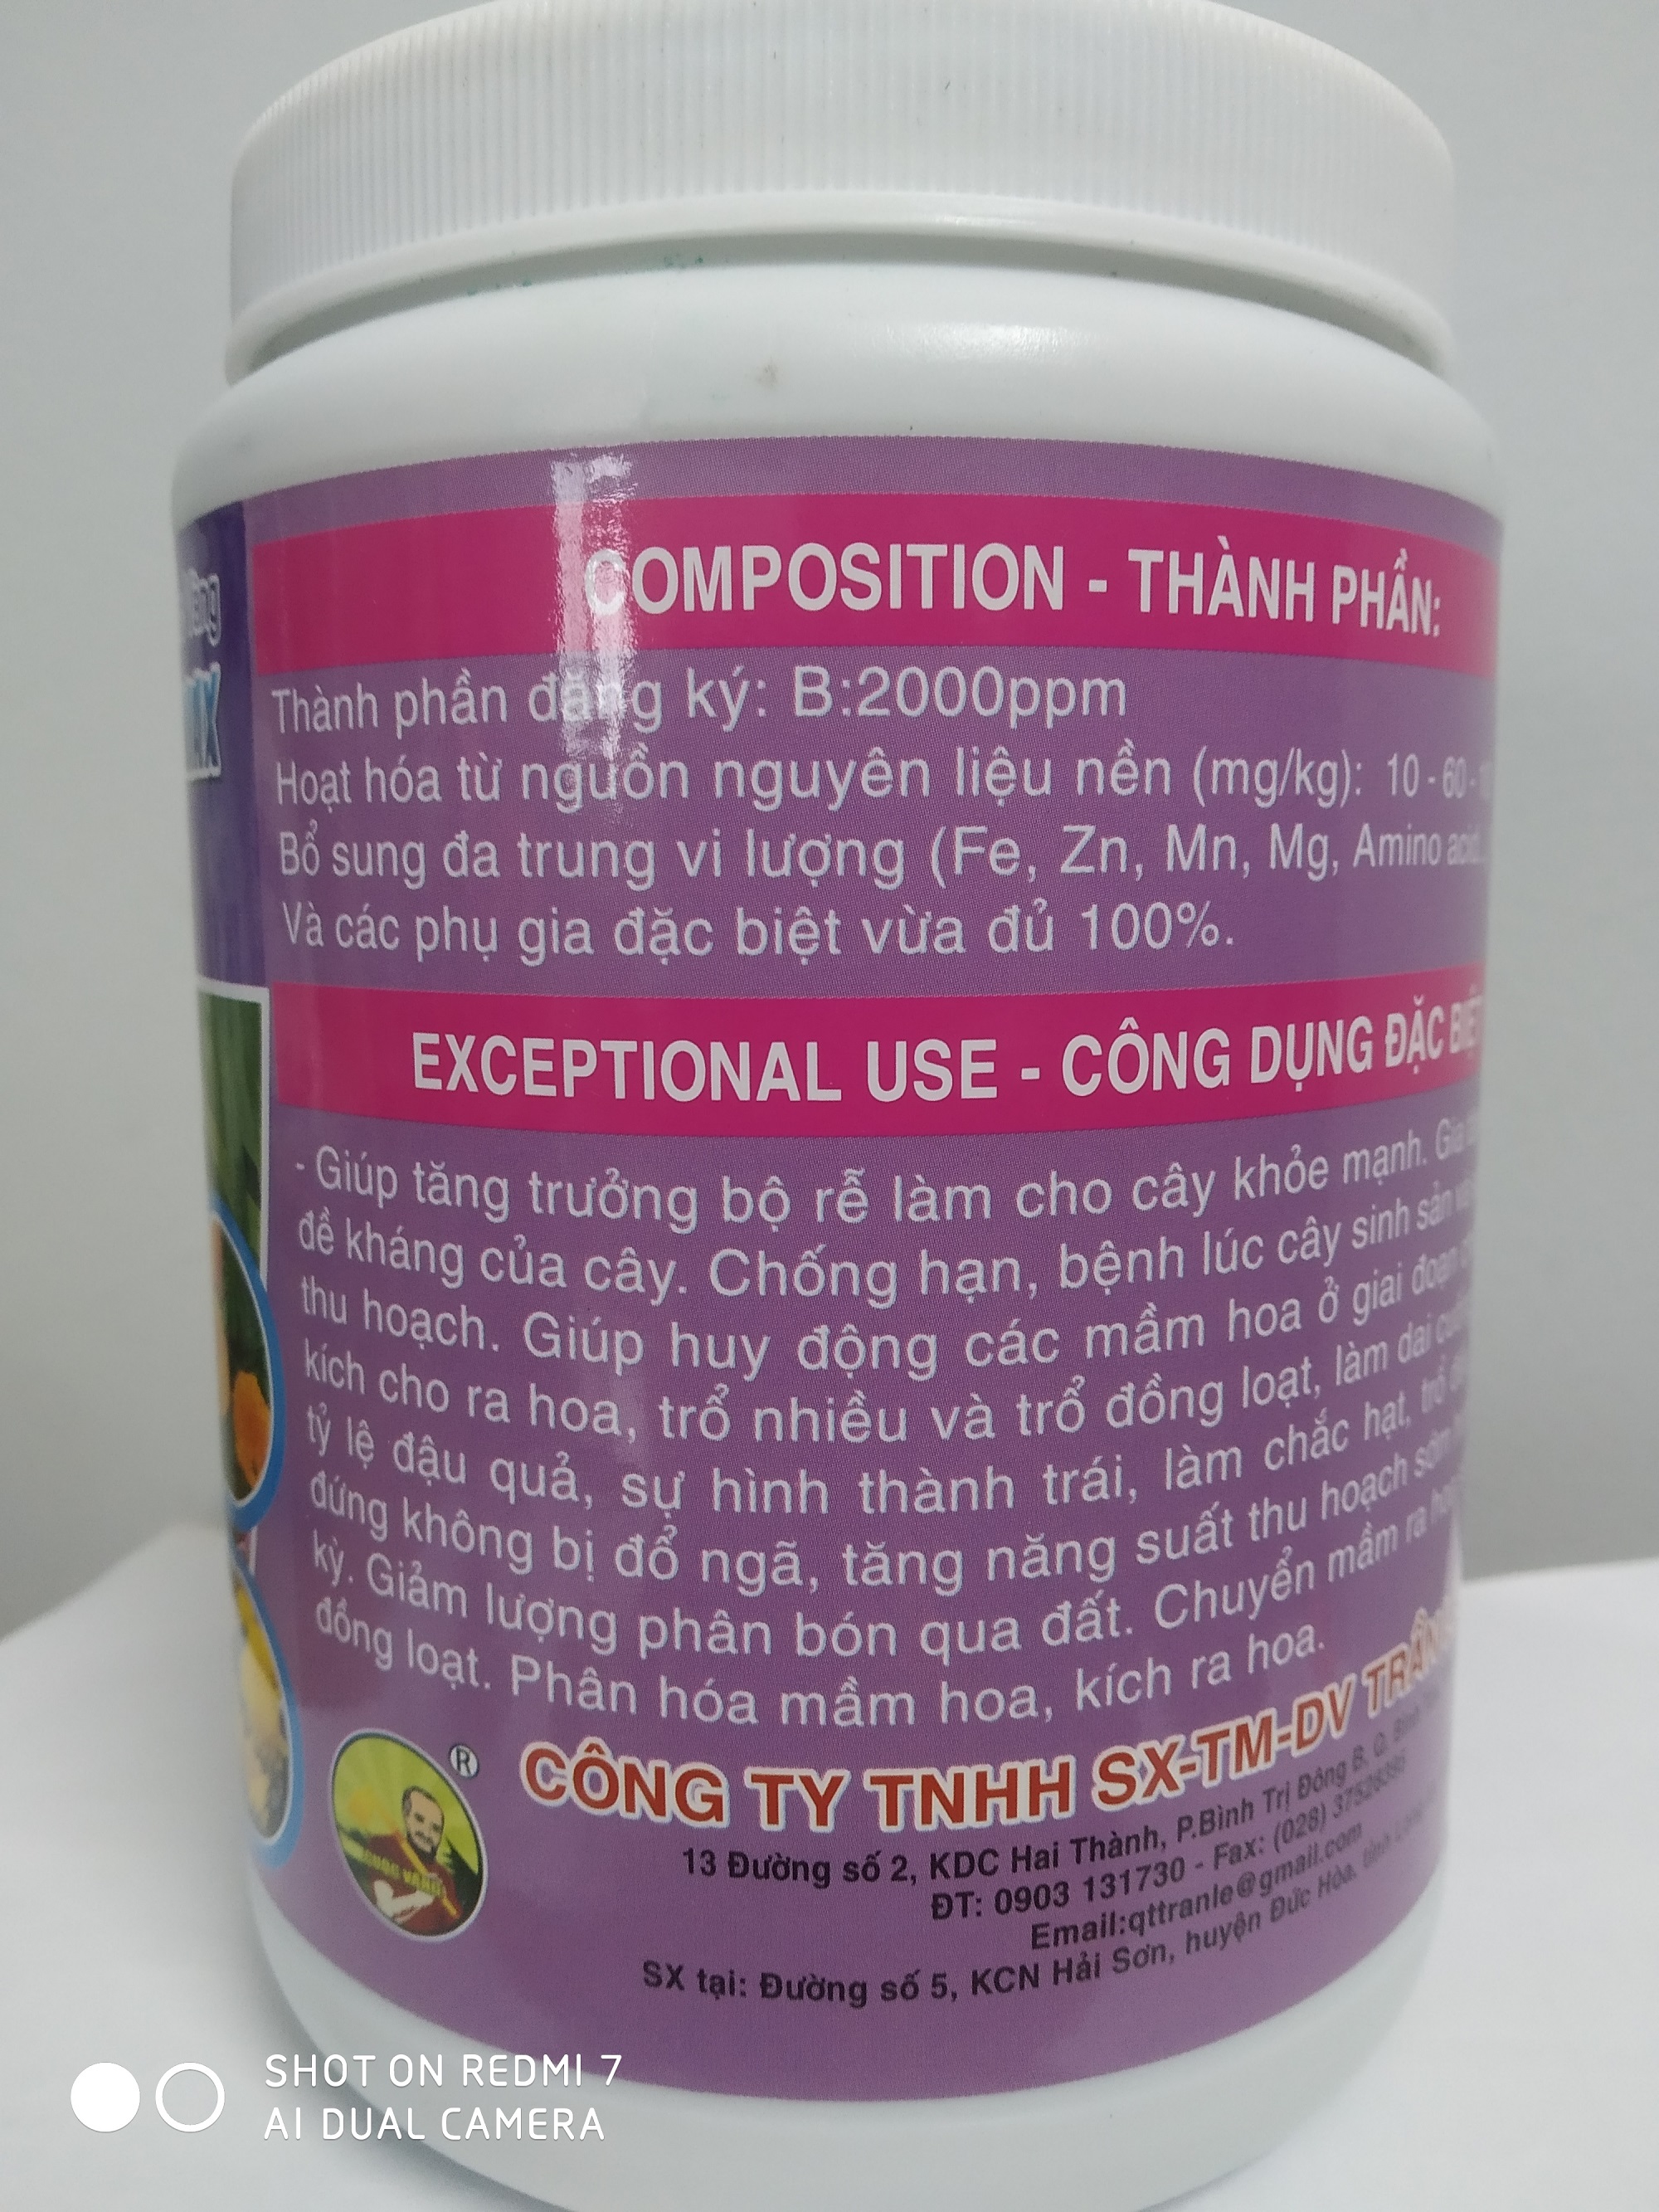 COMPOSITION - THÀNH PHẦN:
Thành phần đăng ký: B:2000ppm
Hoạt hóa từ nguồn nguyên liệu nền (mg/kg): 10 - 60 -
Bổ sung đa trung vi lượng (Fe, Zn, Mn, Mg, Amino acid
Và các phụ gia đặc biệt vừa đủ 100%.
EXCEPTIONAL USE - CÔNG DỤNG ĐẶC BIỆT
- Giúp tăng trưởng bộ rễ làm cho cây khỏe mạnh. Gia
đề kháng của cây. Chống hạn, bệnh lúc cây sinh sản
thu hoạch. Giúp huy động các mầm hoa ở giai đoạn
kích cho ra hoa, trổ nhiều và trổ đồng loạt, làm dai
tỷ lệ đậu quả, sự hình thành trái, làm chắc hạt, trổ
đứng không bị đổ ngã, tăng năng suất thu hoạch sớm
kỳ. Giảm lượng phân bón qua đất. Chuyển mầm ra
đồng loạt. Phân hóa mầm hoa, kích ra hoa.
®
QUAC VÀNG
CÔNG TY TNHH SX-TM-DV TRẦN
13 Đường số 2, KDC Hai Thành, P.Bình Trị Đông B, Q. Bình
ĐT: 0903 131730 - Fax: (028) 37526395
Email:qttranle@gmail.com
SX tại: Đường số 5, KCN Hải Sơn, huyện Đức Hòa, tỉnh
SHOT ON REDMI 7
AI DUAL CAMERA